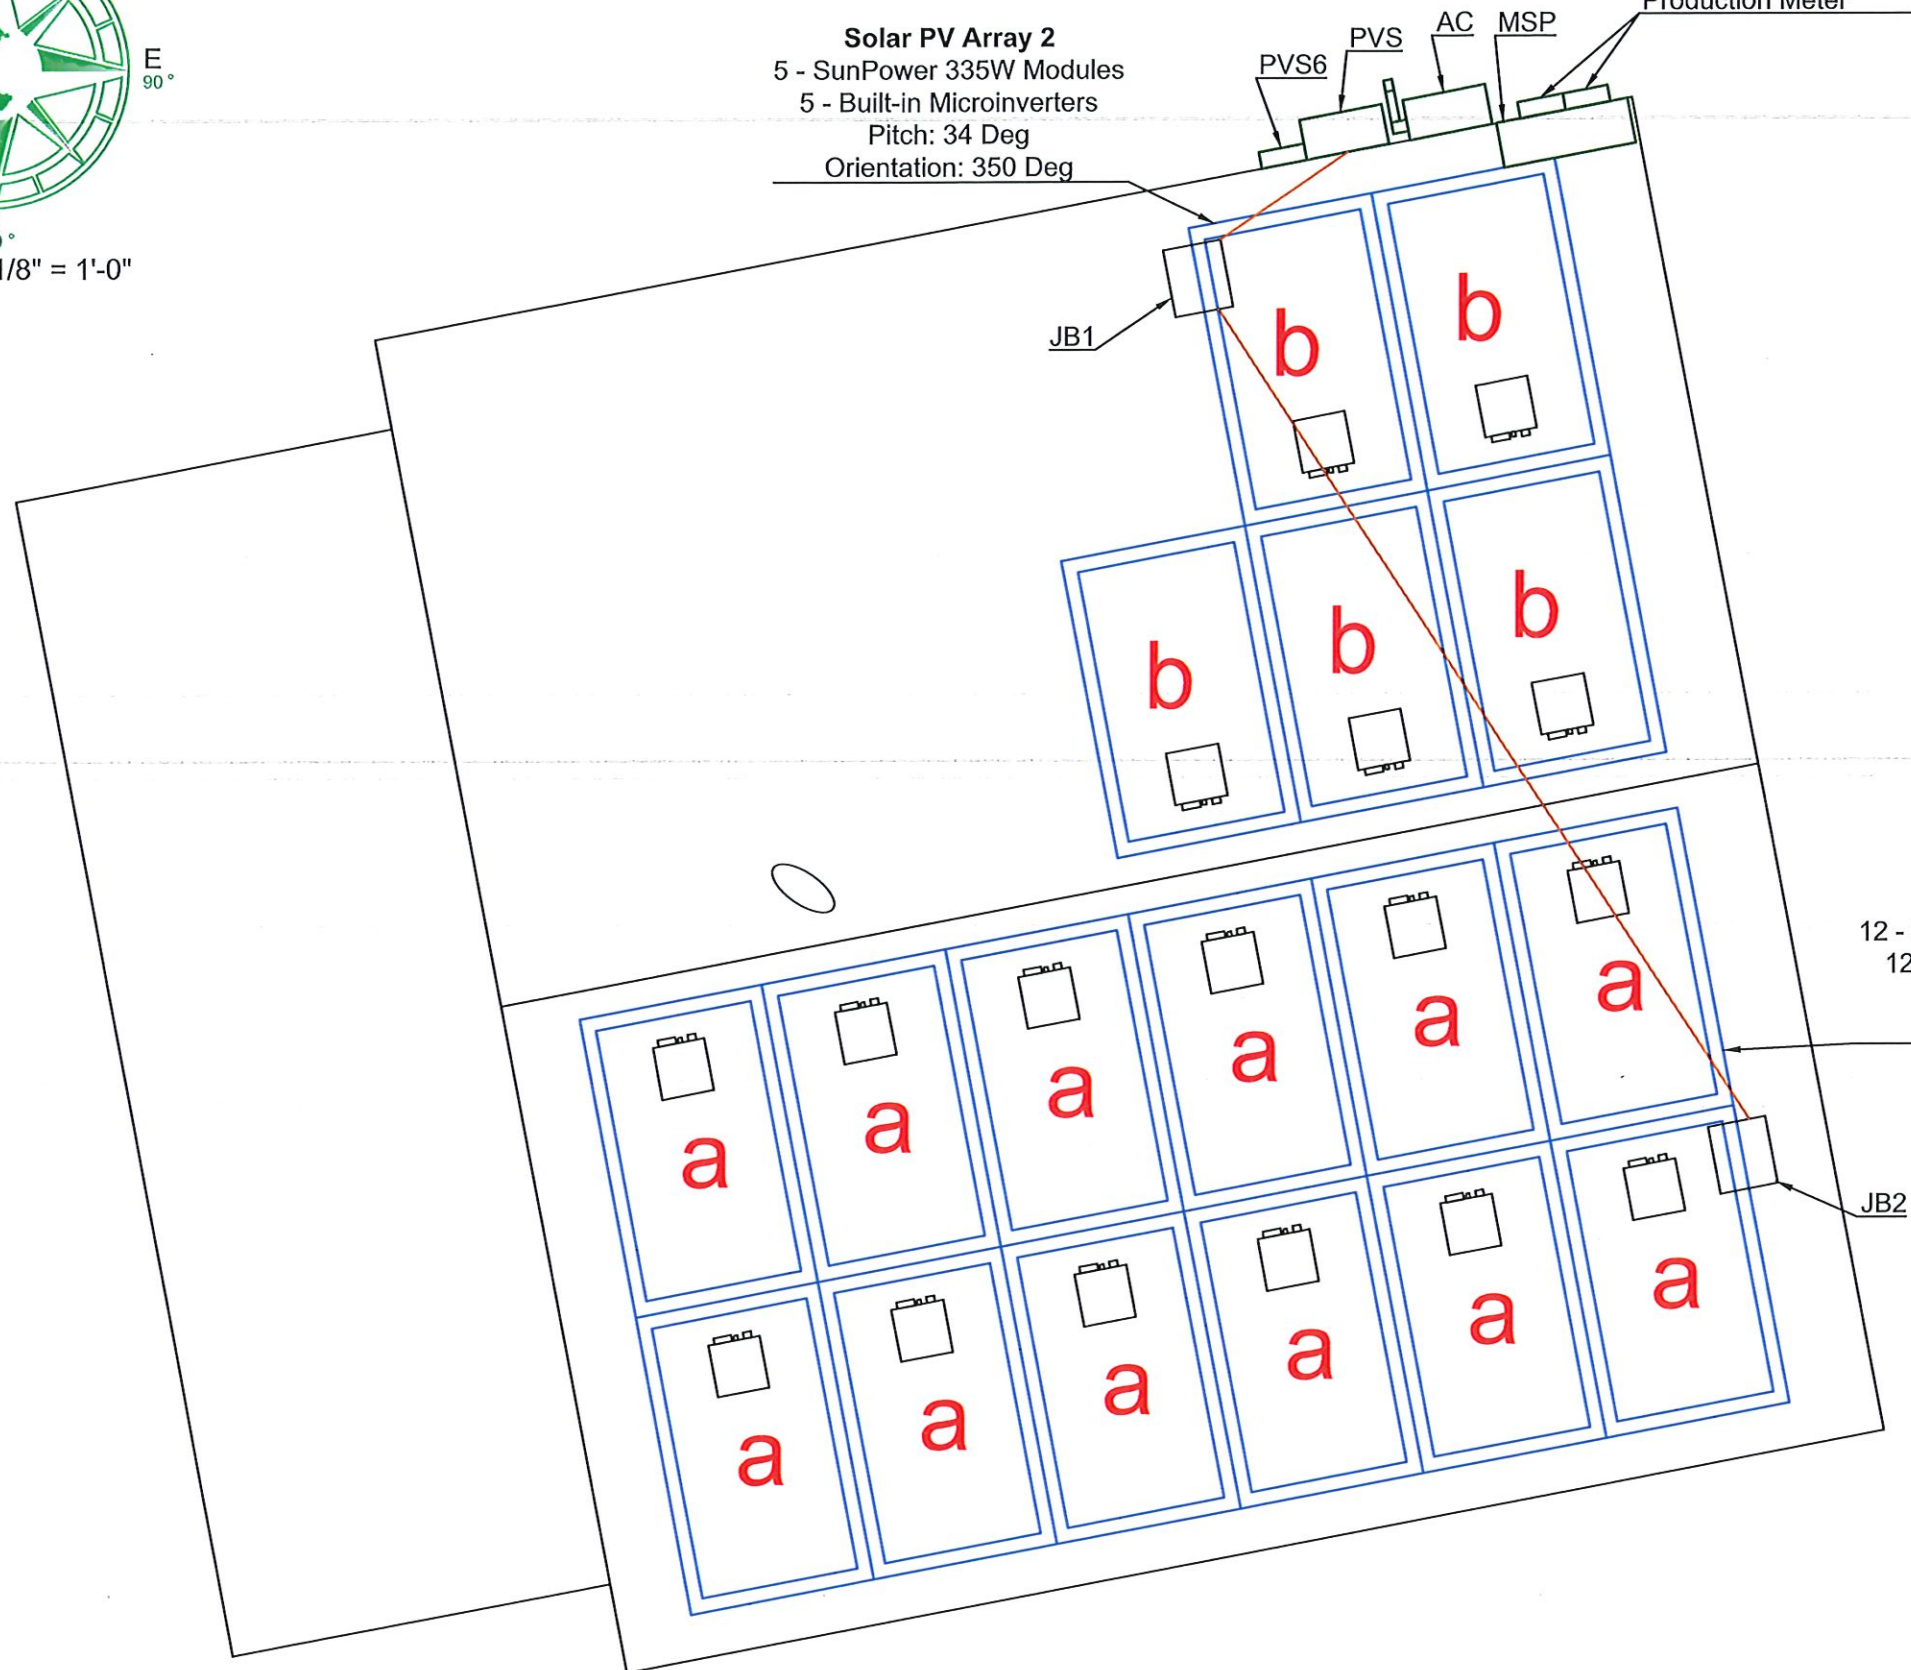 E
90°
1/8" = 1'-0"
Solar PV Array 2
5 - SunPower 335W Modules
5 - Built-in Microinverters
Pitch: 34 Deg
Orientation: 350 Deg
PVS6
PVS
AC
MSP
Production Meter
JB1
b
b
b
b
b
12 -
12
a
a
a
a
a
a
JB2
a
a
a
a
a
a